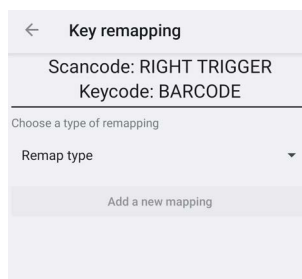 Key remapping
Scancode: RIGHT TRIGGER
Keycode: BARCODE
Choose a type of remapping
Remap type
Add a new mapping